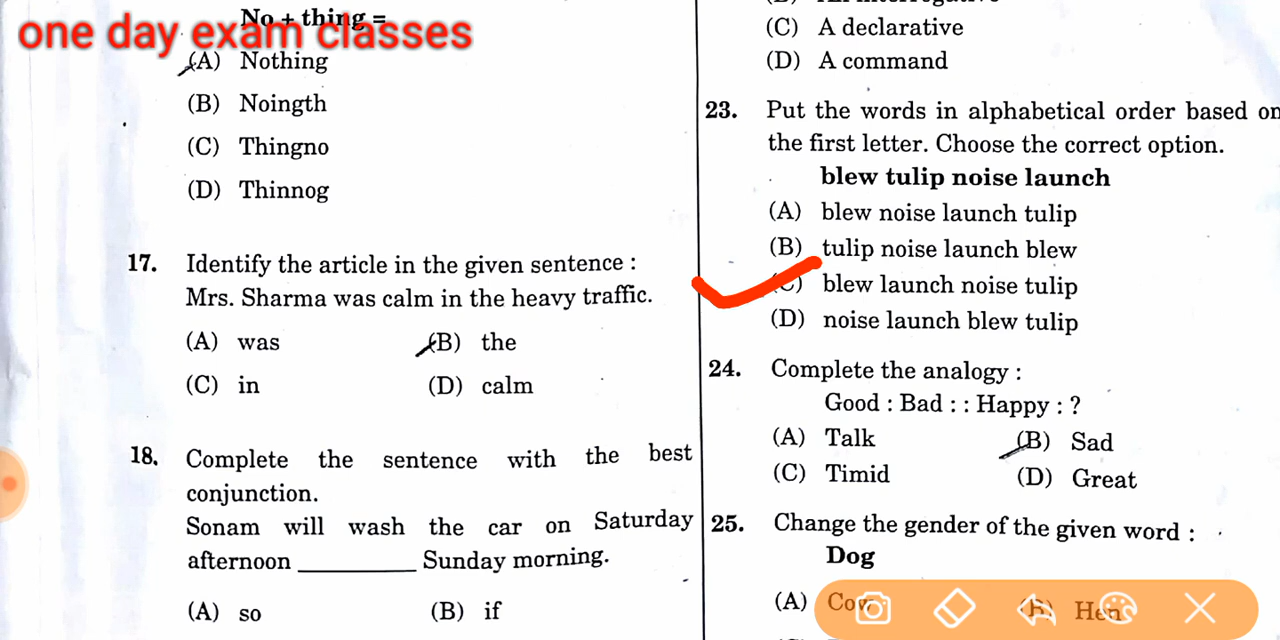 one day exam classes
No + thing =
(A) Nothing
(B) Noingth
(C) Thingno
(D) Thinnog
17. Identify the article in the given sentence :
Mrs. Sharma was calm in the heavy traffic.
(A) was (B) the
(C) in (D) calm
18. Complete the sentence with the best
conjunction.
Sonam will wash the car on Saturday
afternoon ________ Sunday morning.
(A) so (B) if
(C) A declarative
(D) A command
23. Put the words in alphabetical order based on
the first letter. Choose the correct option.
blew tulip noise launch
(A) blew noise launch tulip
(B) tulip noise launch blew
(C) blew launch noise tulip
(D) noise launch blew tulip
24. Complete the analogy :
Good : Bad : : Happy : ?
(A) Talk (B) Sad
(C) Timid (D) Great
25. Change the gender of the given word :
Dog
(A) Cow (B) Hen